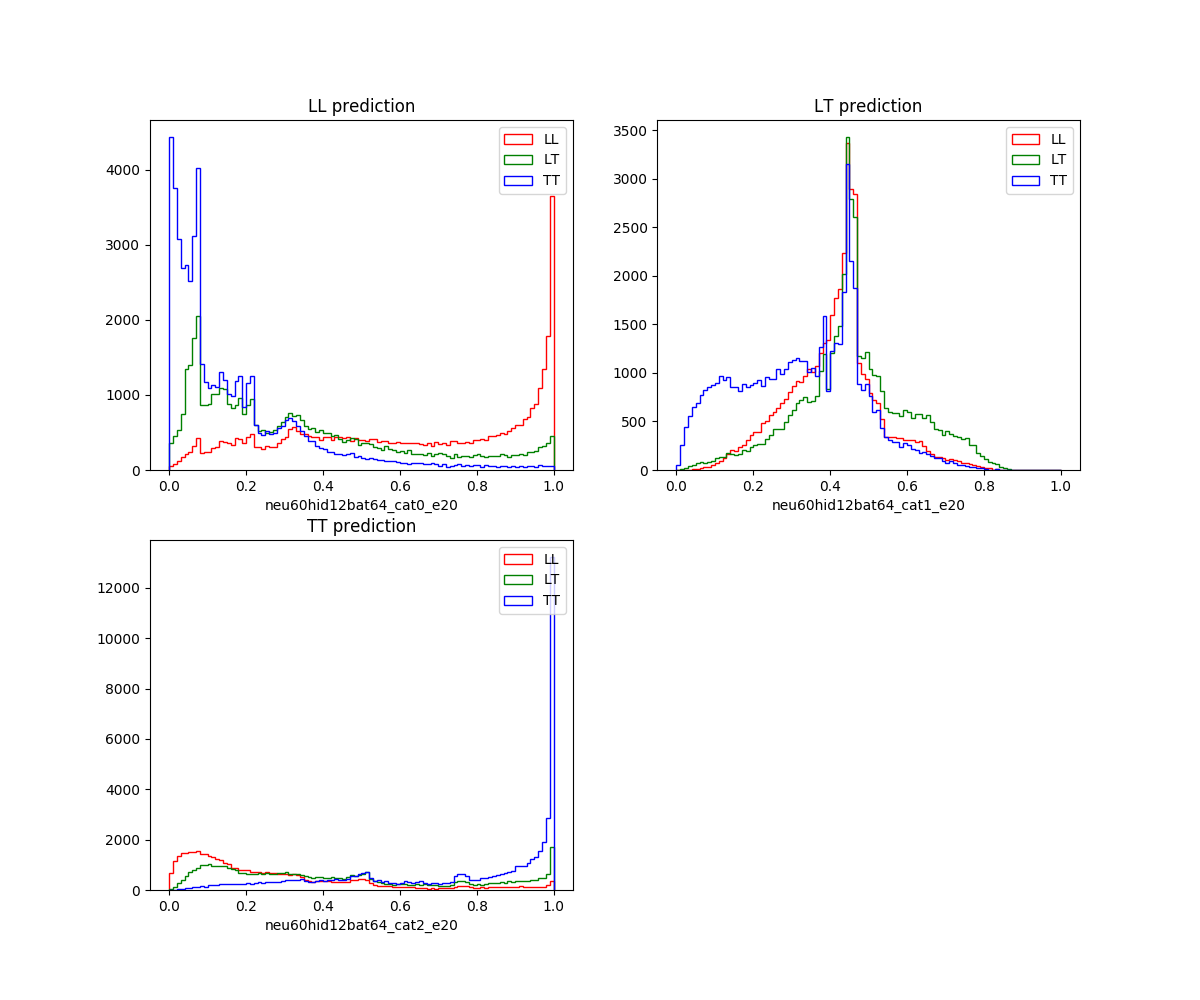 LL prediction
LT prediction
4000
3000
2000
1000
0
LL
LT
TT
0.0 0.2 0.4 0.6 0.8 1.0
neu60hid12bat64_cat0_e20
3500
3000
2500
2000
1500
1000
500
0
LL
LT
TT
0.0 0.2 0.4 0.6 0.8 1.0
neu60hid12bat64_cat1_e20
TT prediction
12000
10000
8000
6000
4000
2000
0
LL
LT
TT
0.0 0.2 0.4 0.6 0.8 1.0
neu60hid12bat64_cat2_e20